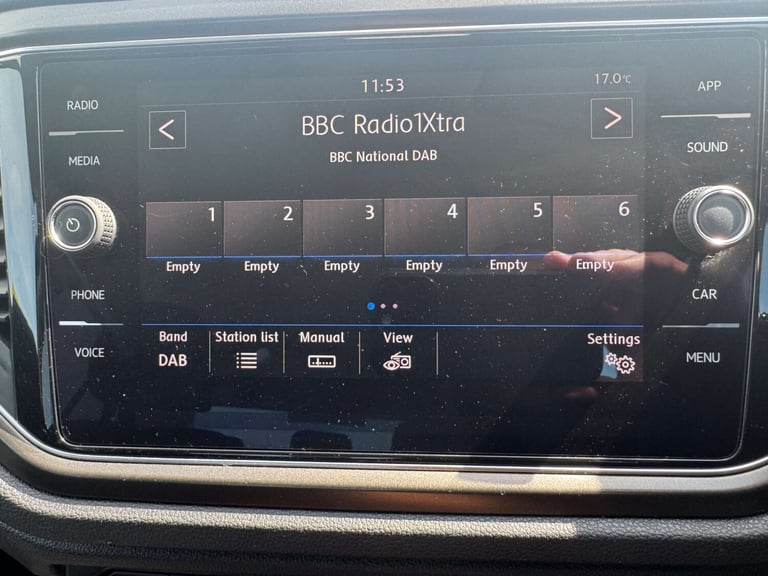 11:53
17.0°C
RADIO
APP
BBC Radio1Xtra
BBC National DAB
MEDIA
SOUND
1 2 3 4 5 6
Empty Empty Empty Empty Empty Empty
PHONE
CAR
Band Station list Manual View Settings
DAB
VOICE
MENU